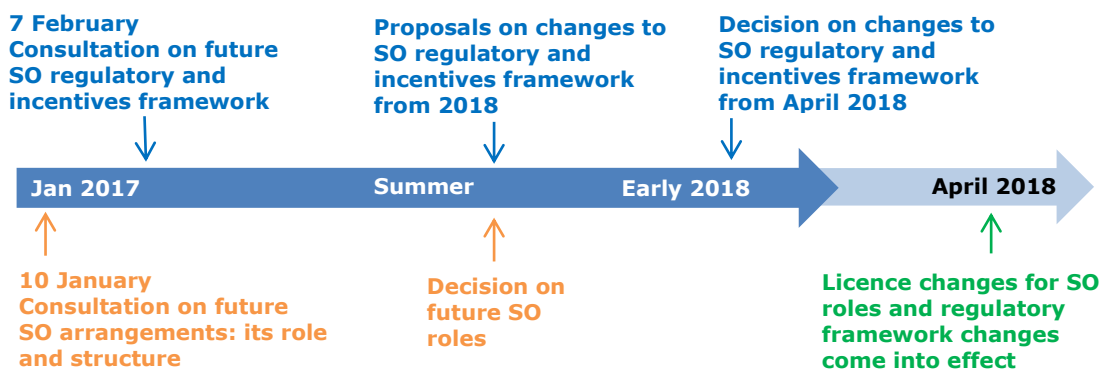 7 February
Consultation on future
SO regulatory and
incentives framework
Proposals on changes to
SO regulatory and
incentives framework
from 2018
Decision on changes to
SO regulatory and
incentives framework
from April 2018
Jan 2017
Summer
Early 2018
April 2018
10 January
Consultation on future
SO arrangements: its role
and structure
Decision on
future SO
roles
Licence changes for SO
roles and regulatory
framework changes
come into effect